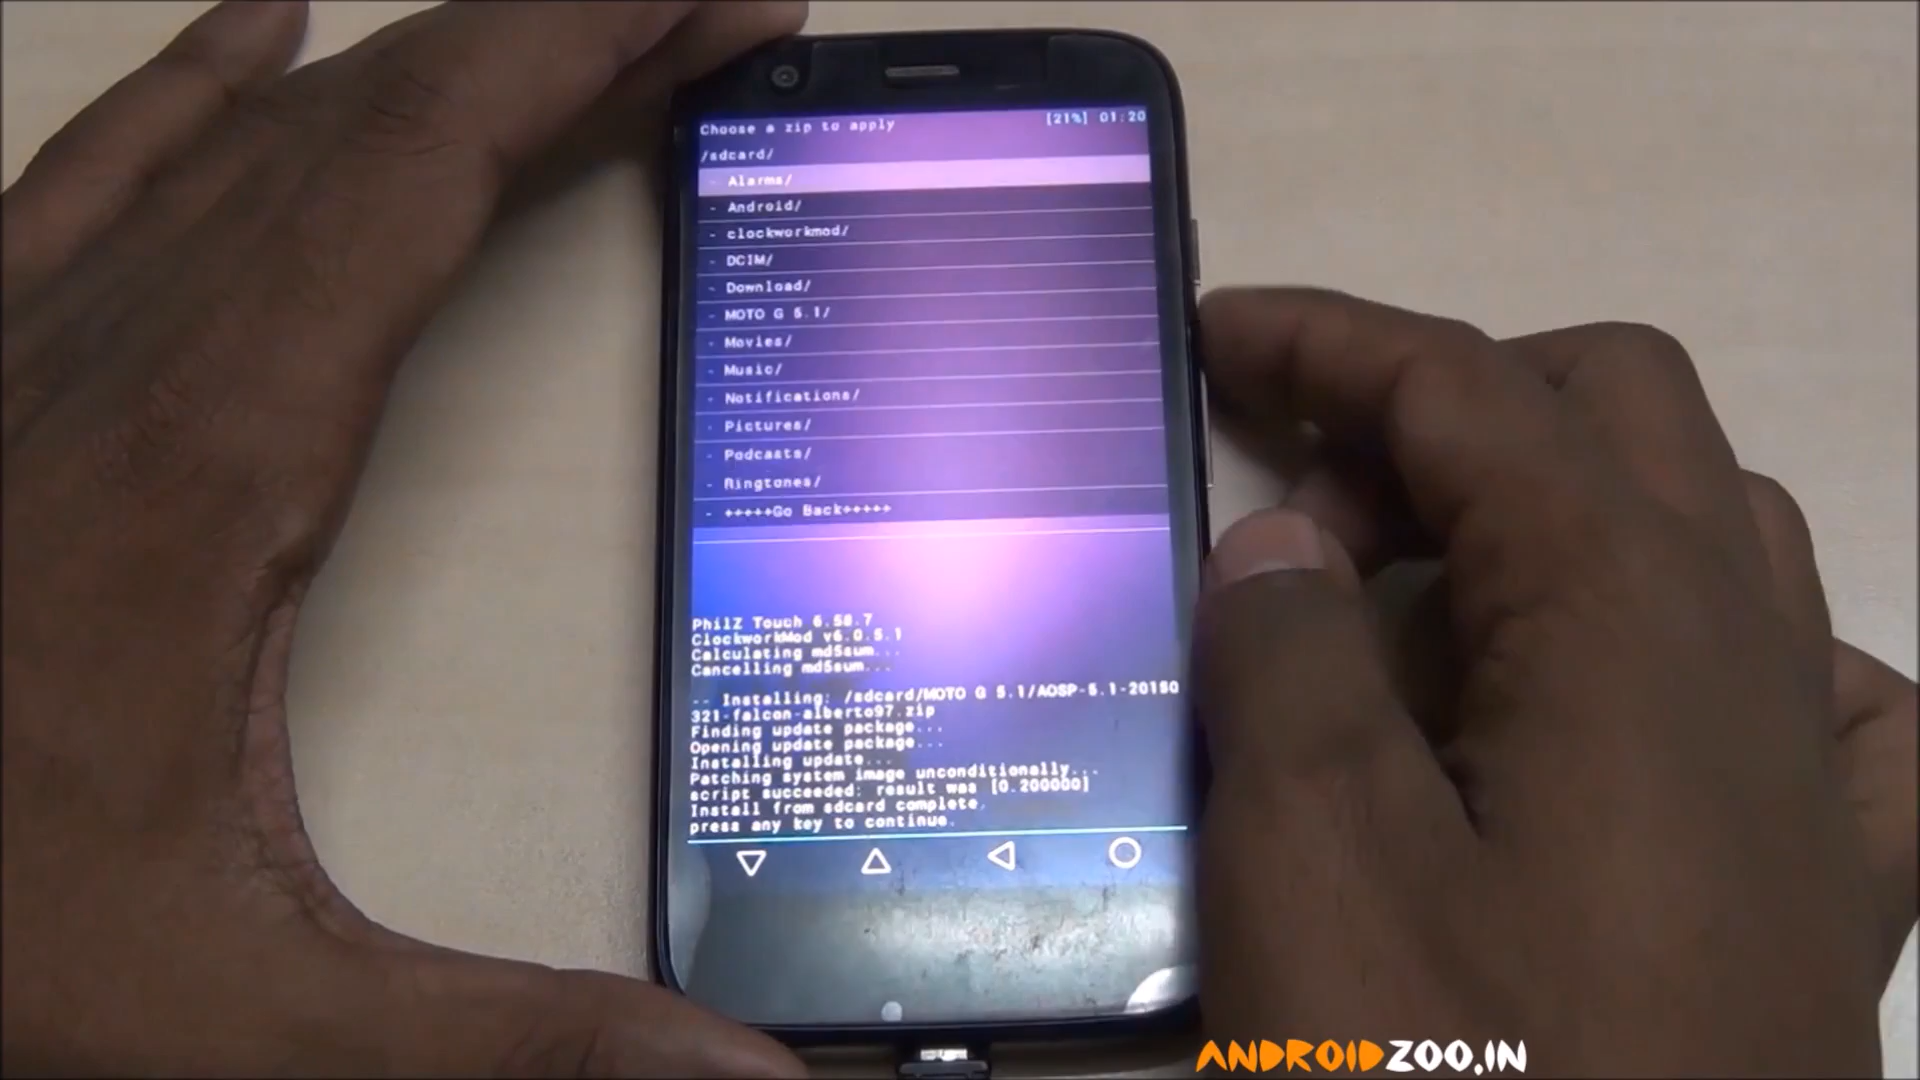 Choose a zip to apply [21%] 01:20
/sdcard/
- Alarms/
- Android/
- clockworkmod/
- DCIM/
- Download/
- MOTO G 5.1/
- Movies/
- Music/
- Notifications/
- Pictures/
- Podcasts/
- Ringtones/
- +++++Go Back+++++
PhilZ Touch 6.58.7
ClockworkMod v6.0.5.1
Calculating md5sum...
Cancelling md5sum...
-- Installing: /sdcard/MOTO G 5.1/AOSP-5.1-20150
321-falcon-alberto97.zip
Finding update package...
Opening update package...
Installing update...
Patching system image unconditionally...
script succeeded: result was [0.200000]
Install from sdcard complete.
press any key to continue.
ANDROIDZOO.IN